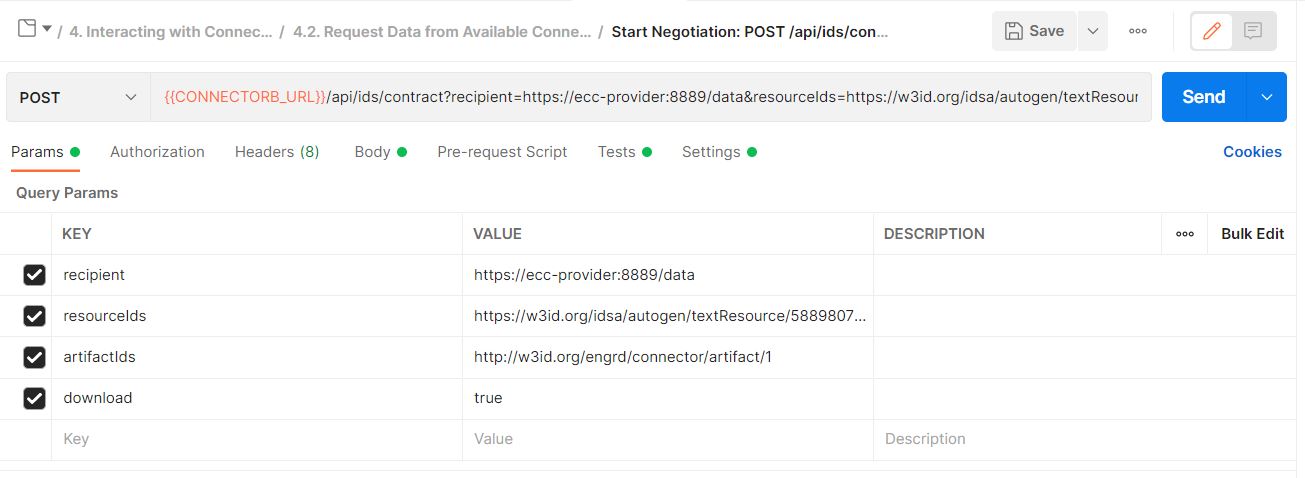 / 4. Interacting with Connec... / 4.2. Request Data from Available Conne... / Start Negotiation: POST /api/ids/con... Save
POST {{CONNECTORB_URL}}/api/ids/contract?recipient=https://ecc-provider:8889/data&resourceIds=https://w3id.org/idsa/autogen/textResour Send
Params Authorization Headers (8) Body Pre-request Script Tests Settings Cookies
Query Params
KEY VALUE DESCRIPTION Bulk Edit
recipient https://ecc-provider:8889/data
resourceIds https://w3id.org/idsa/autogen/textResource/5889807...
artifactIds http://w3id.org/engrd/connector/artifact/1
download true
Key Value Description